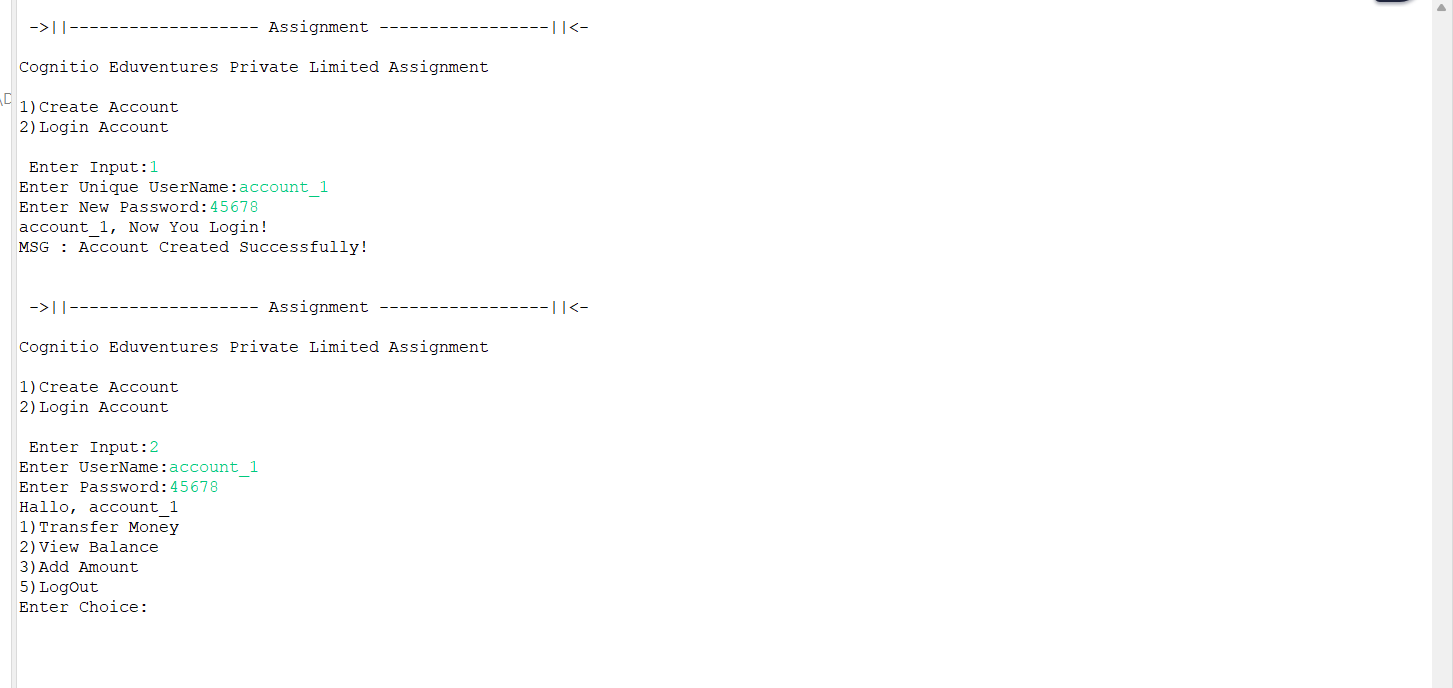 ->||------------------- Assignment -----------------||<-
Cognitio Eduventures Private Limited Assignment
1)Create Account
2)Login Account
Enter Input:1
Enter Unique UserName:account_1
Enter New Password:45678
account_1, Now You Login!
MSG : Account Created Successfully!
->||------------------- Assignment -----------------||<-
Cognitio Eduventures Private Limited Assignment
1)Create Account
2)Login Account
Enter Input:2
Enter UserName:account_1
Enter Password:45678
Hallo, account_1
1)Transfer Money
2)View Balance
3)Add Amount
5)LogOut
Enter Choice: